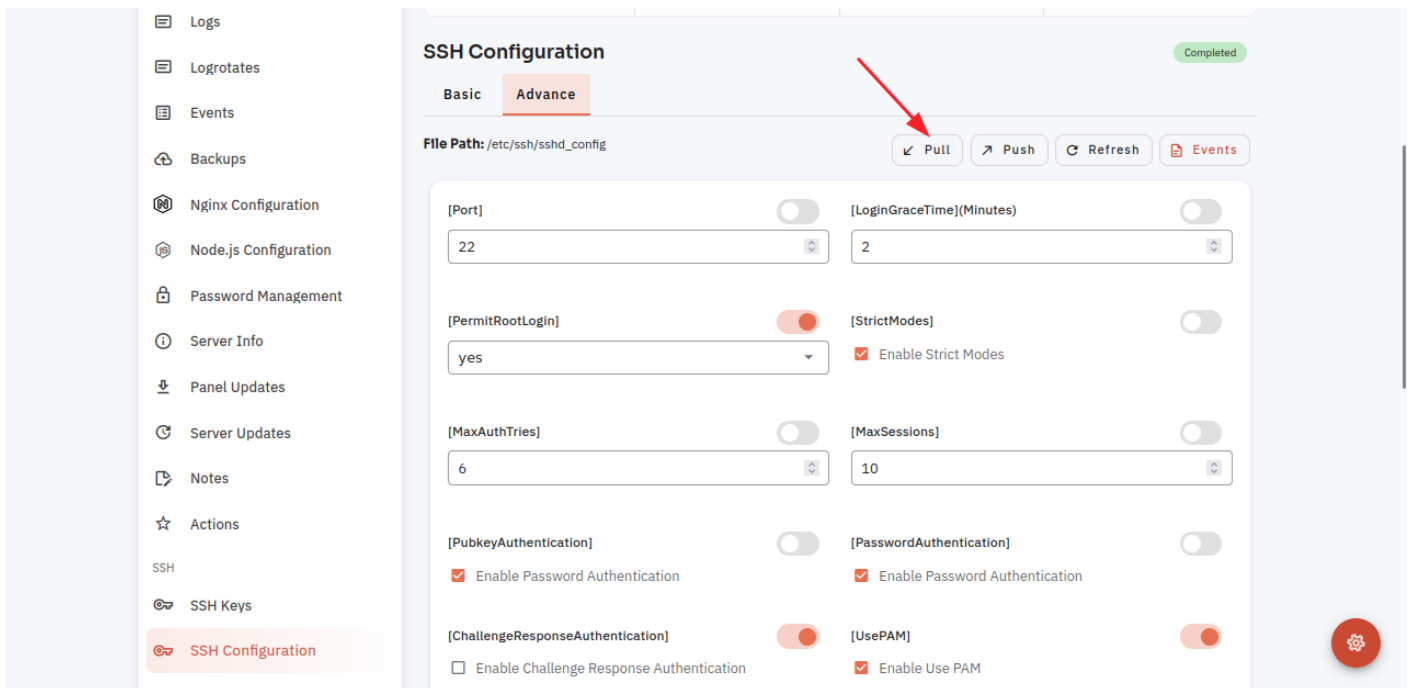 Logs
Logrotates
Events
Backups
Nginx Configuration
Node.js Configuration
Password Management
Server Info
Panel Updates
Server Updates
Notes
Actions
SSH
SSH Keys
SSH Configuration
SSH Configuration
Completed
Basic Advance
File Path: /etc/ssh/sshd_config
Pull Push Refresh Events
[Port] [LoginGraceTime](Minutes)
22 2
[PermitRootLogin] [StrictModes]
yes Enable Strict Modes
[MaxAuthTries] [MaxSessions]
6 10
[PubkeyAuthentication] [PasswordAuthentication]
Enable Password Authentication Enable Password Authentication
[ChallengeResponseAuthentication] [UsePAM]
Enable Challenge Response Authentication Enable Use PAM